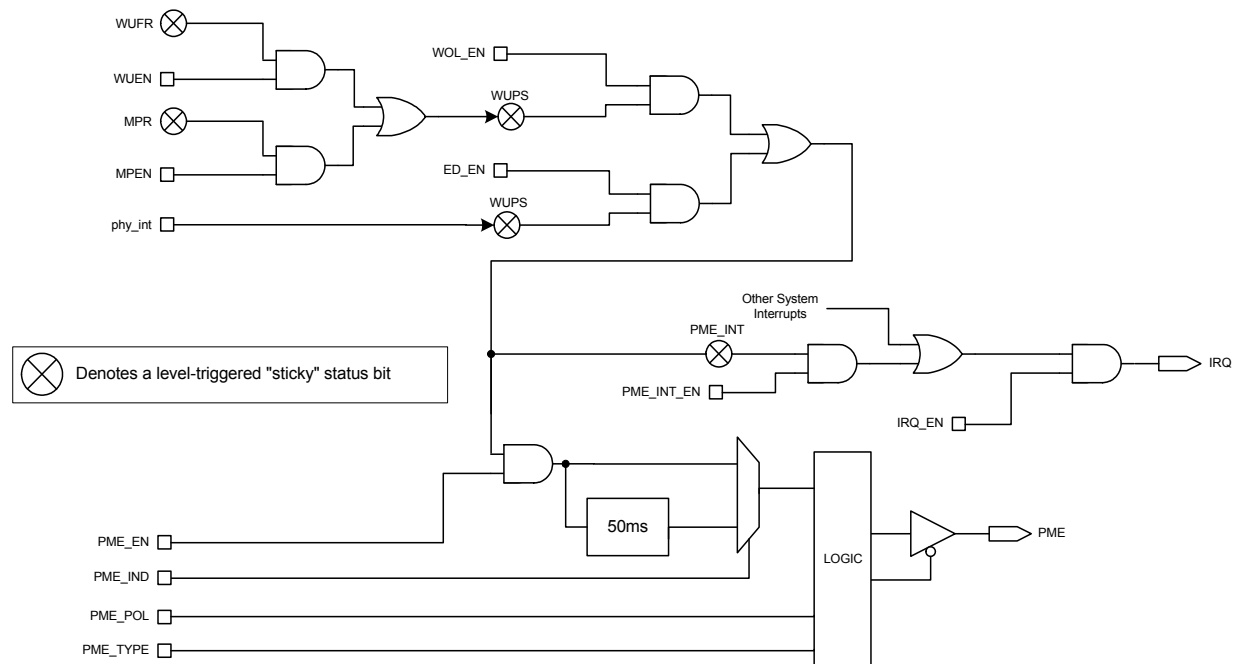 WUFR
WUEN
MPR
MPEN
phy_int
WOL_EN
WUPS
ED_EN
WUPS
Other System
Interrupts
PME_INT
PME_INT_EN
IRQ_EN
IRQ
Denotes a level-triggered "sticky" status bit
50ms
LOGIC
PME
PME_EN
PME_IND
PME_POL
PME_TYPE